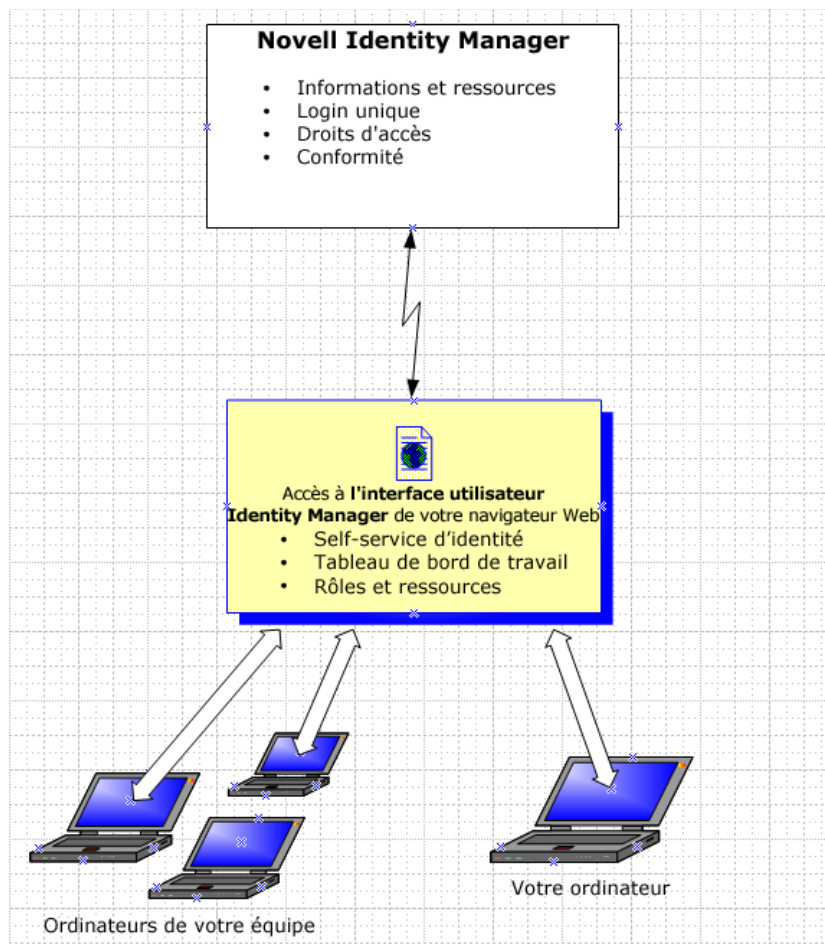 Novell Identity Manager
• Informations et ressources
• Login unique
• Droits d'accès
• Conformité
Accès à l'interface utilisateur
Identity Manager de votre navigateur Web
• Self-service d’identité
• Tableau de bord de travail
• Rôles et ressources
Votre ordinateur
Ordinateurs de votre équipe